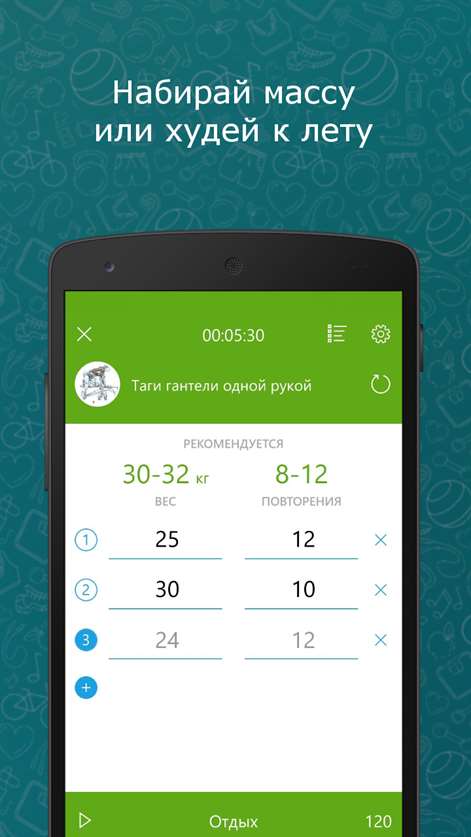 Набирай массу
или худей к лету
00:05:30
Таги гантели одной рукой
РЕКОМЕНДУЕТСЯ
30-32 кг 8-12
ВЕС ПОВТОРЕНИЯ
1 25 12
2 30 10
3 24 12
Отдых 120